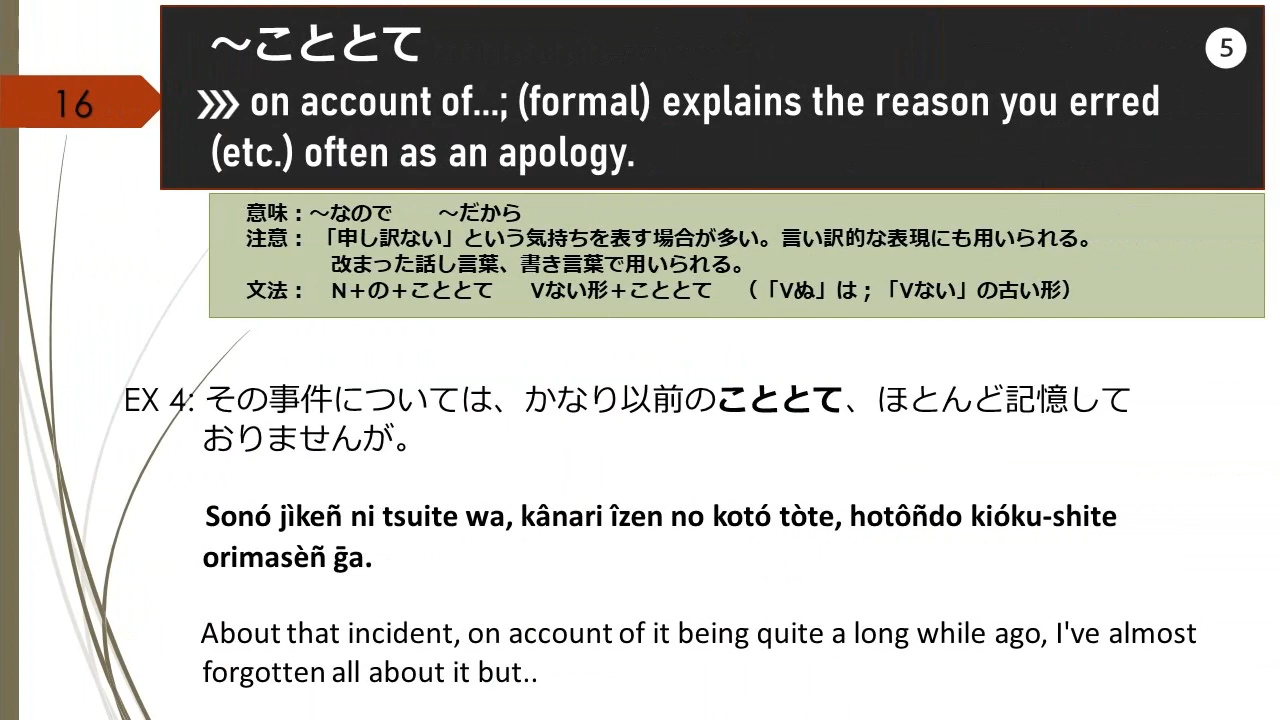 ～こととて
5
16
⋙ on account of...; (formal) explains the reason you erred
(etc.) often as an apology.
意味：～なので ～だから
注意： 「申し訳ない」という気持ちを表す場合が多い。言い訳的な表現にも用いられる。
改まった話し言葉、書き言葉で用いられる。
文法： N＋の＋こととて Vない形＋こととて （「Vぬ」は；「Vない」の古い形）
EX 4: その事件については、かなり以前のこととて、ほとんど記憶して
おりませんが。
Sonó jìkeñ ni tsuite wa, kânari îzen no kotó tòte, hotôñdo kióku-shite
orimasèñ ḡa.
About that incident, on account of it being quite a long while ago, I've almost
forgotten all about it but..